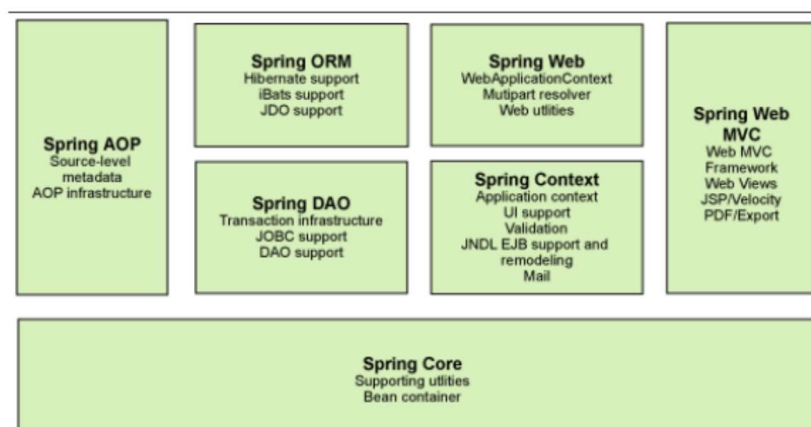 Spring AOP
Source-level
metadata
AOP infrastructure
Spring ORM
Hibernate support
iBats support
JDO support
Spring DAO
Transaction infrastructure
JOBC support
DAO support
Spring Web
WebApplicationContext
Mutipart resolver
Web utlities
Spring Context
Application context
UI support
Validation
JNDL EJB support and
remodeling
Mail
Spring Web
MVC
Web MVC
Framework
Web Views
JSP/Velocity
PDF/Export
Spring Core
Supporting utlities
Bean container